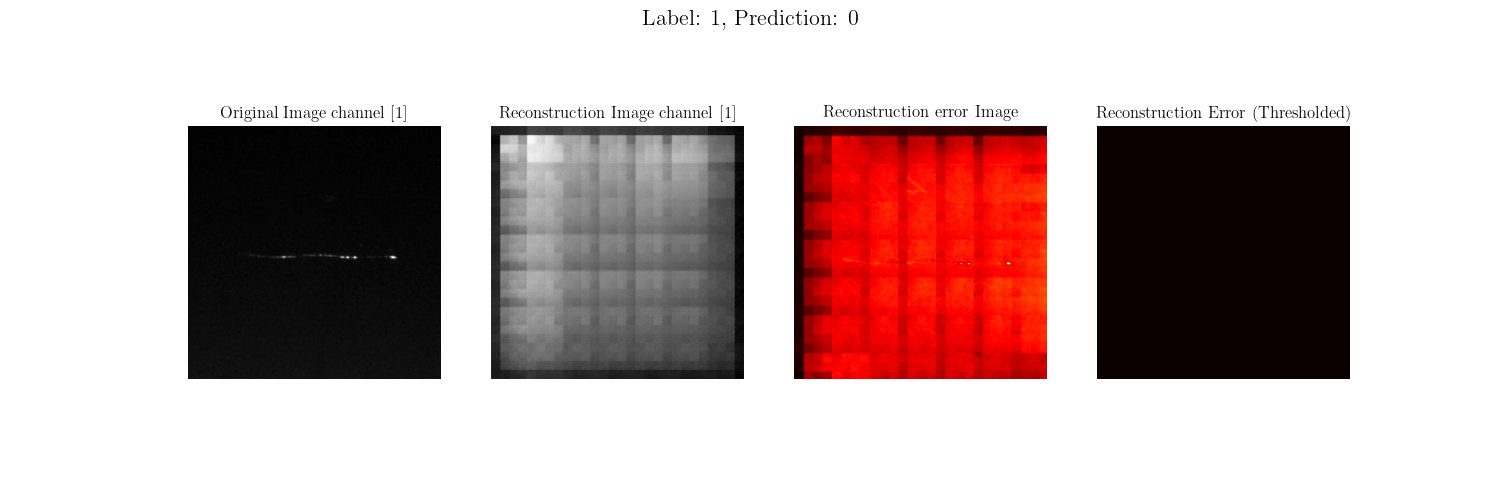 Label: 1, Prediction: 0
Original Image channel [1]
Reconstruction Image channel [1]
Reconstruction error Image
Reconstruction Error (Thresholded)